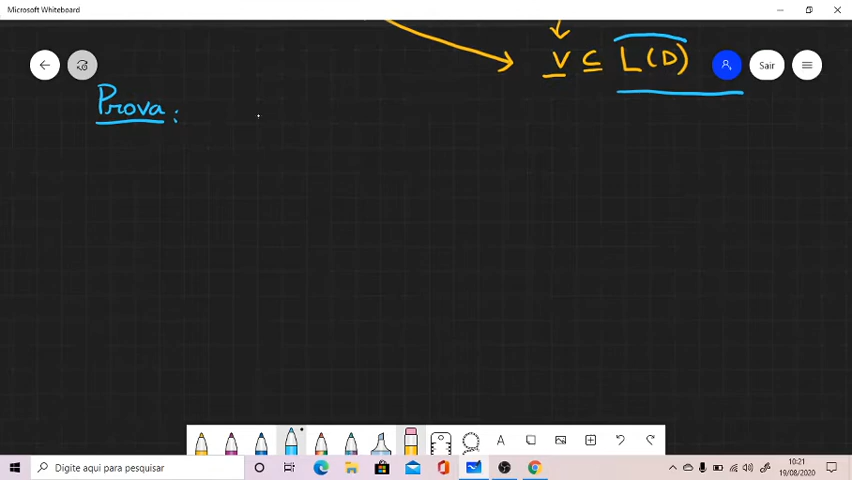 Microsoft Whiteboard
V ⊆ L(D)
Sair
Prova:
A
Digite aqui para pesquisar
10:21
19/08/2020